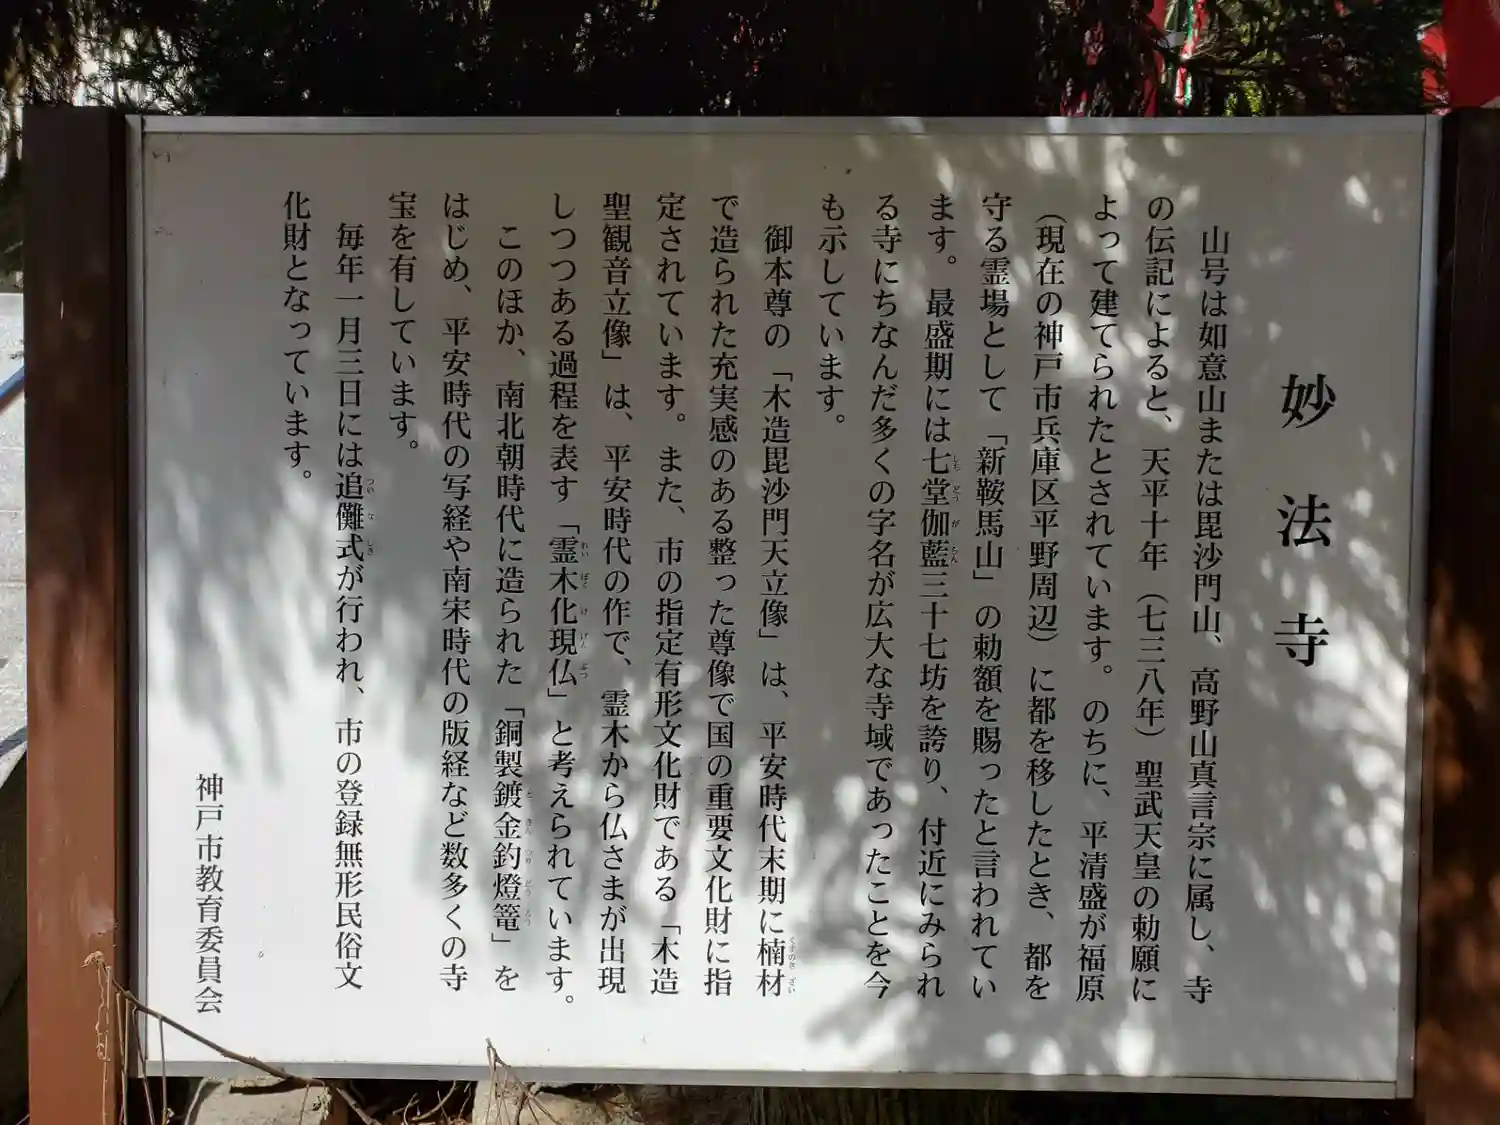 妙法寺
山号は如意山または毘沙門山、高野山真言宗に属し、寺
の伝記によると、天平十年（七三八年）聖武天皇の勅願に
よって建てられたとされています。のちに、平清盛が福原
（現在の神戸市兵庫区平野周辺）に都を移したとき、都を
守る霊場として「新鞍馬山」の勅額を賜ったと言われてい
ます。最盛期には七堂伽藍三十七坊を誇り、付近にみられ
る寺にちなんだ多くの字名が広大な寺域であったことを今
も示しています。
御本尊の「木造毘沙門天立像」は、平安時代末期に楠材
で造られた充実感のある整った尊像で国の重要文化財に指
定されています。また、市の指定有形文化財である「木造
聖観音立像」は、平安時代の作で、霊木から仏さまが出現
しつつある過程を表す「霊木化現仏」と考えられています。
このほか、南北朝時代に造られた「銅製鍍金釣燈篭」を
はじめ、平安時代の写経や南宋時代の版経など数多くの寺
宝を有しています。
毎年一月三日には追儺式が行われ、市の登録無形民俗文
化財となっています。
神戸市教育委員会